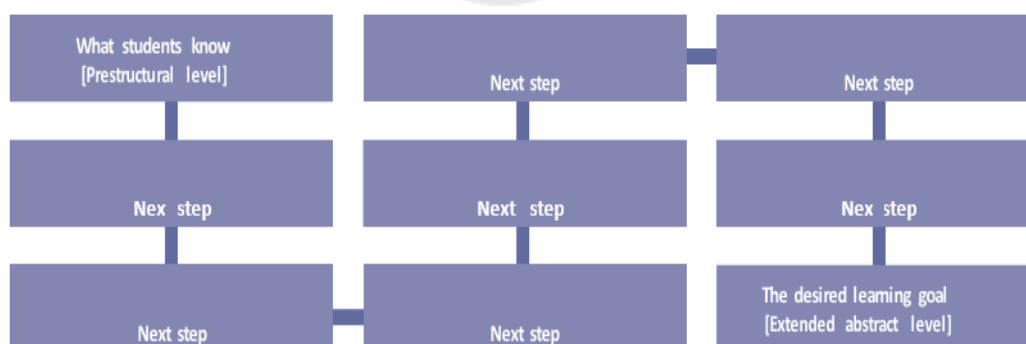 What students know
[Prestructural level]
Nex step
Next step
Next step
Next step
Next step
Next step
Nex step
The desired learning goal
[Extended abstract level]